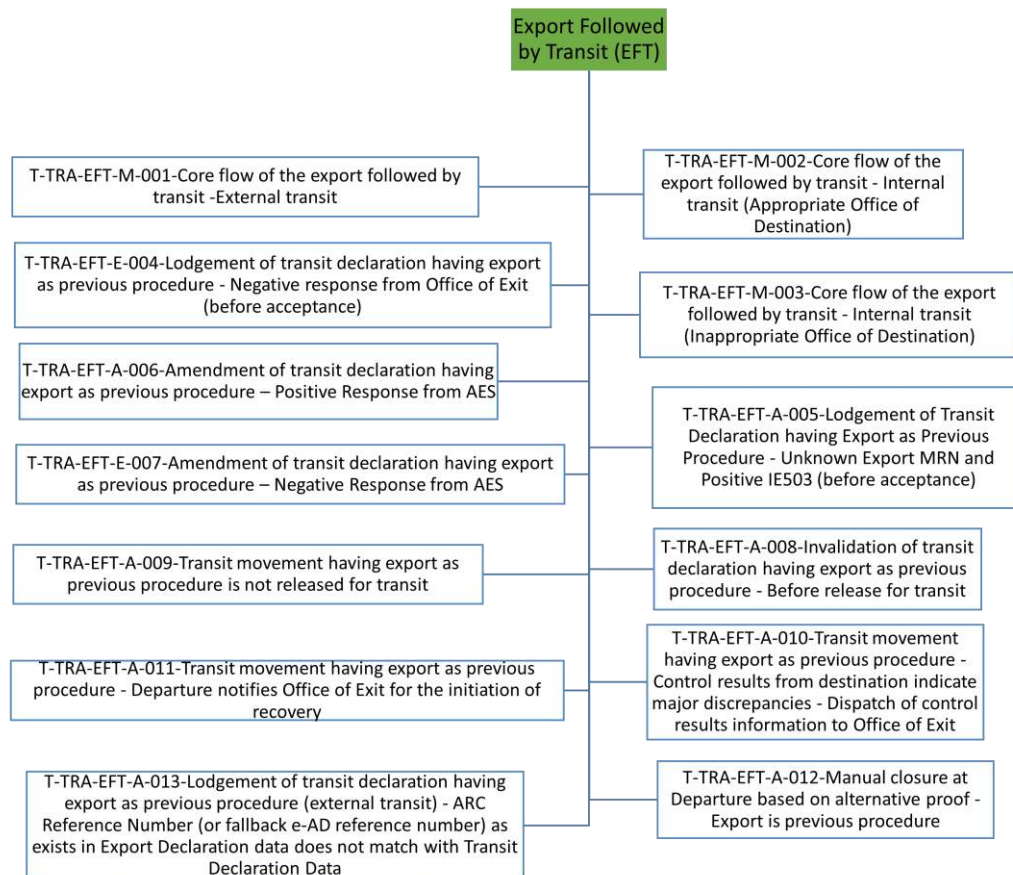 Export Followed
by Transit (EFT)
T-TRA-EFT-M-001-Core flow of the export followed by
transit -External transit
T-TRA-EFT-M-002-Core flow of the
export followed by transit - Internal
transit (Appropriate Office of
Destination)
T-TRA-EFT-E-004-Lodgement of transit declaration having export
as previous procedure - Negative response from Office of Exit
(before acceptance)
T-TRA-EFT-M-003-Core flow of the export
followed by transit - Internal transit
(Inappropriate Office of Destination)
T-TRA-EFT-A-006-Amendment of transit declaration having
export as previous procedure – Positive Response from AES
T-TRA-EFT-A-005-Lodgement of Transit
Declaration having Export as Previous
Procedure - Unknown Export MRN and
Positive IE503 (before acceptance)
T-TRA-EFT-E-007-Amendment of transit declaration having export
as previous procedure – Negative Response from AES
T-TRA-EFT-A-009-Transit movement having export as
previous procedure is not released for transit
T-TRA-EFT-A-008-Invalidation of transit
declaration having export as previous
procedure - Before release for transit
T-TRA-EFT-A-011-Transit movement having export as previous
procedure - Departure notifies Office of Exit for the initiation of
recovery
T-TRA-EFT-A-010-Transit movement
having export as previous procedure -
Control results from destination indicate
major discrepancies - Dispatch of control
results information to Office of Exit
T-TRA-EFT-A-013-Lodgement of transit declaration having
export as previous procedure (external transit) - ARC
Reference Number (or fallback e-AD reference number) as
exists in Export Declaration data does not match with Transit
Declaration Data
T-TRA-EFT-A-012-Manual closure at
Departure based on alternative proof -
Export is previous procedure